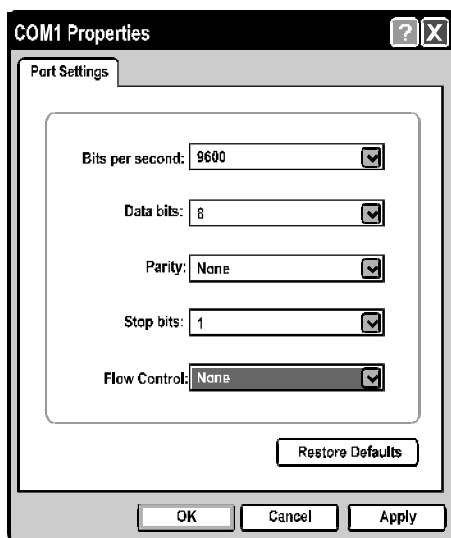 COM1 Properties ? X
Port Settings
Bits per second: 9600
Data bits: 8
Parity: None
Stop bits: 1
Flow Control: None
Restore Defaults
OK Cancel Apply